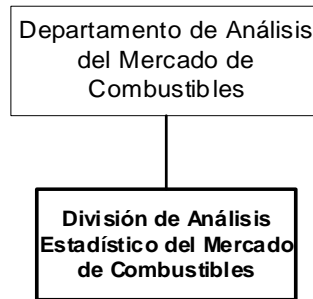 Departamento de Análisis
del Mercado de
Combustibles
División de Análisis
Estadístico del Mercado
de Combustibles